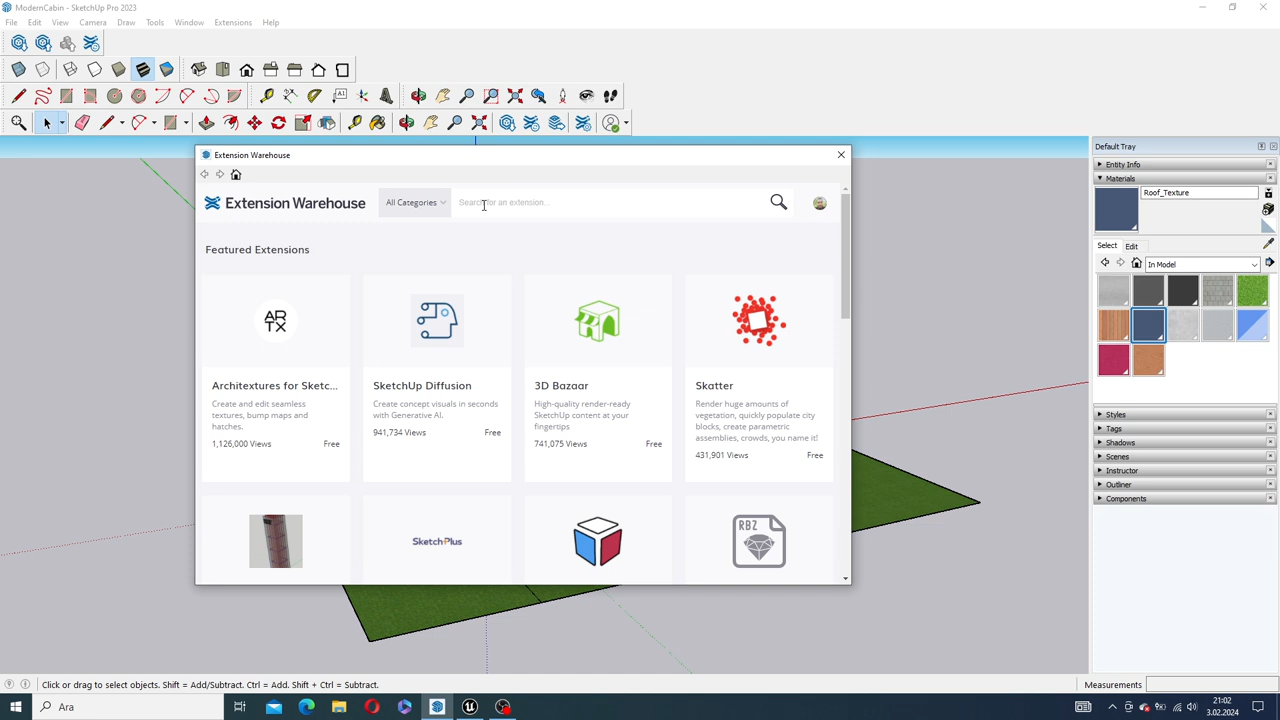 ModernCabin - SketchUp Pro 2023
File Edit View Camera Draw Tools Window Extensions Help
Default Tray
Extension Warehouse
Entity Info
Materials
Roof_Texture
Extension Warehouse
All Categories
Search for an extension...
Select Edit
In Model
Featured Extensions
ARTX
Architextures for Sketc...
Create and edit seamless
textures, bump maps and
hatches.
1,126,000 Views Free
SketchUp Diffusion
Create concept visuals in seconds
with Generative AI.
941,734 Views Free
3D Bazaar
High-quality render-ready
SketchUp content at your
fingertips
741,075 Views Free
Skatter
Render huge amounts of
vegetation, quickly populate city
blocks, create parametric
assemblies, crowds, you name it!
431,901 Views Free
SketchPlus
RBZ
Styles
Tags
Shadows
Scenes
Instructor
Outliner
Components
Click or drag to select objects. Shift = Add/Subtract. Ctrl = Add. Shift + Ctrl = Subtract.
Measurements
Ara
21:02
3.02.2024